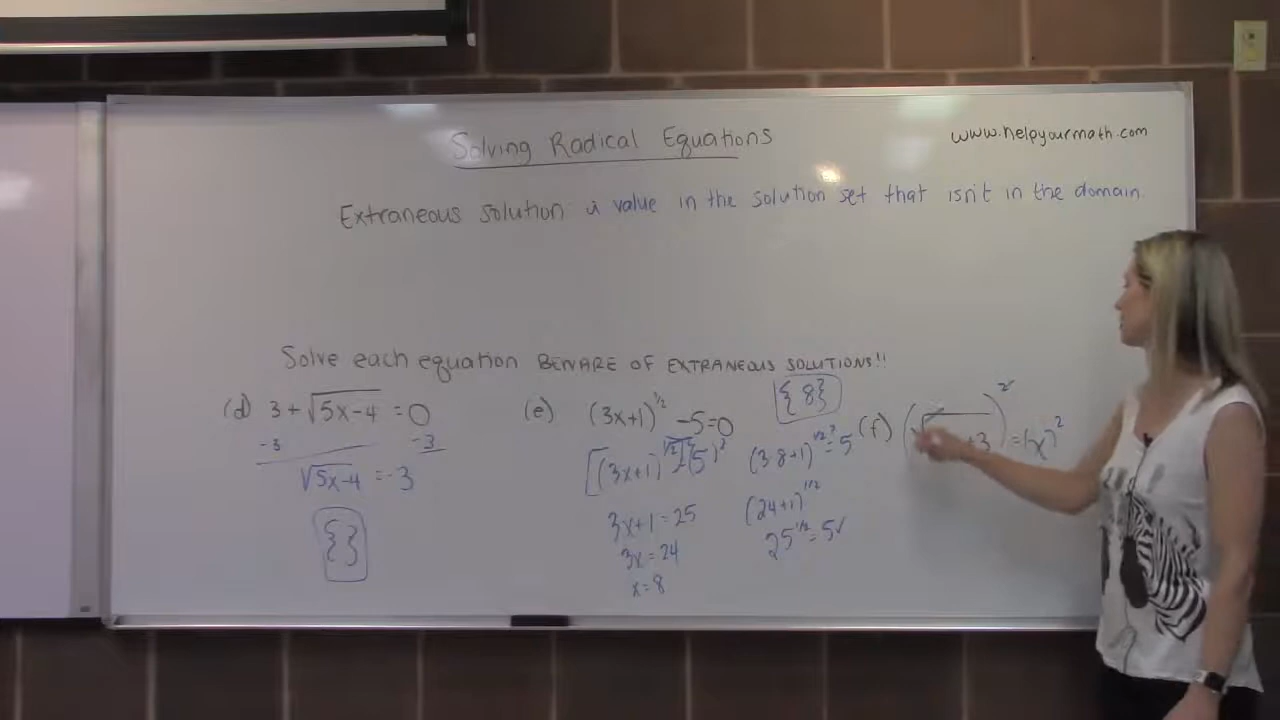 Solving Radical Equations
www.helpyourmath.com
Extraneous solution: a value in the solution set that isn't in the domain.
Solve each equation BEWARE OF EXTRANEOUS SOLUTIONS!!
(d) 3 + √5x-4 = 0
-3 -3
√5x-4 = -3
{ }
(e) (3x+1)^1/2 - 5 = 0
[(3x+1)^1/2]^2 = (5)^2
3x+1 = 25
3x = 24
x = 8
{8}
(3·8+1)^1/2 ?= 5
(24+1)^1/2
25^1/2 = 5✓
(f) (√ +3)^2 = (x)^2